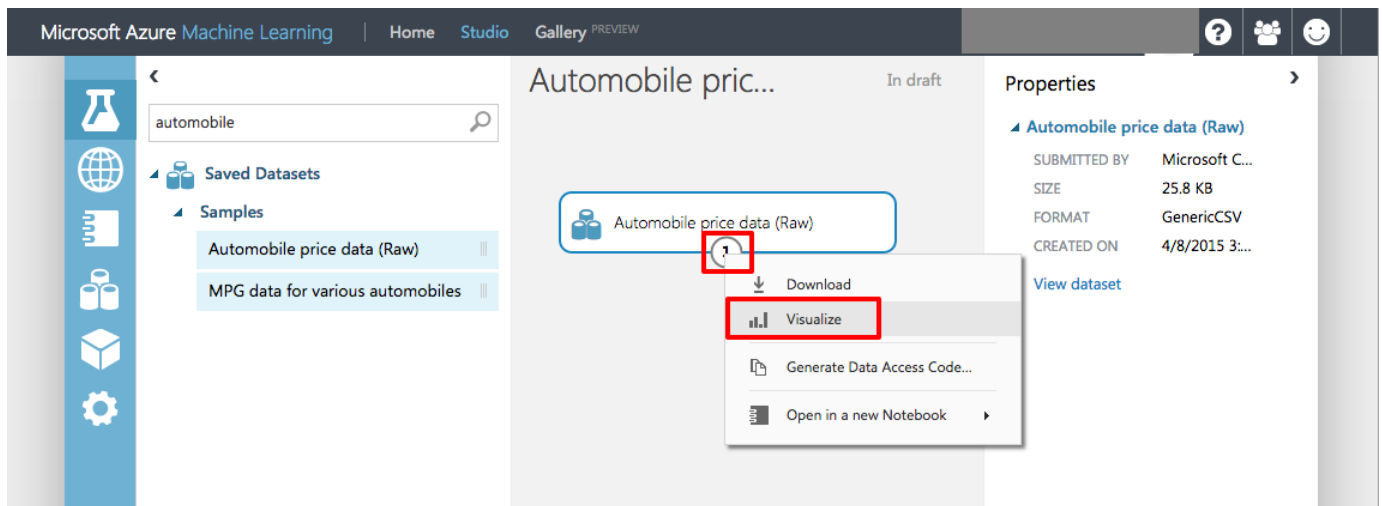 Microsoft Azure Machine Learning | Home Studio Gallery PREVIEW
automobile
Saved Datasets
Samples
Automobile price data (Raw)
MPG data for various automobiles
Automobile pric...
In draft
Automobile price data (Raw)
1
Download
Visualize
Generate Data Access Code...
Open in a new Notebook
Properties
Automobile price data (Raw)
SUBMITTED BY Microsoft C...
SIZE 25.8 KB
FORMAT GenericCSV
CREATED ON 4/8/2015 3:...
View dataset